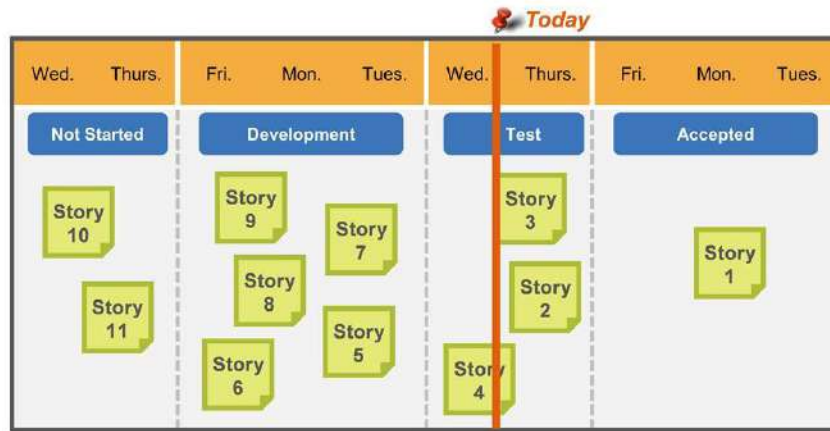 Today
Wed. Thurs. Fri. Mon. Tues. Wed. Thurs. Fri. Mon. Tues.
Not Started Development Test Accepted
Story
10
Story
11
Story
9
Story
8
Story
6
Story
7
Story
5
Story
3
Story
2
Story
4
Story
1